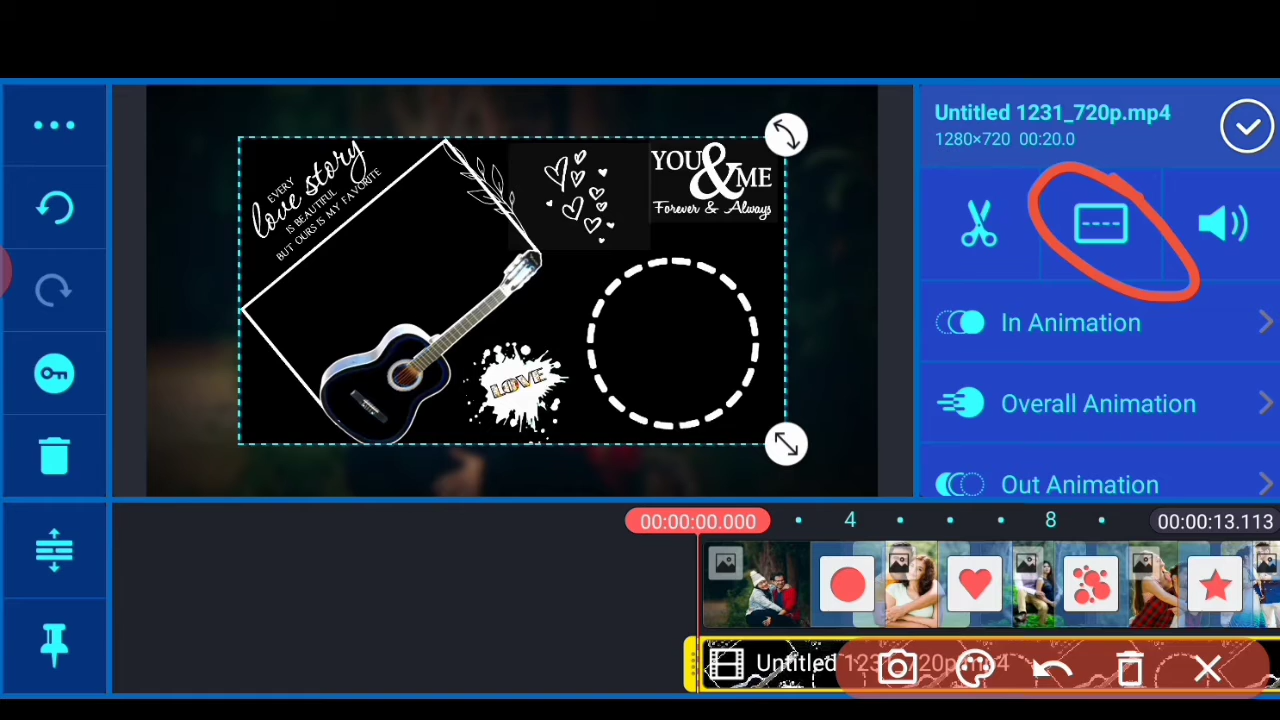 Untitled 1231_720p.mp4
1280×720 00:20.0
EVERY
love story
IS BEAUTIFUL
BUT OURS IS MY FAVORITE
YOU & ME
Forever & Always
LOVE
In Animation
Overall Animation
Out Animation
00:00:00.000
4
8
00:00:13.113
Untitled 1231_720p.mp4